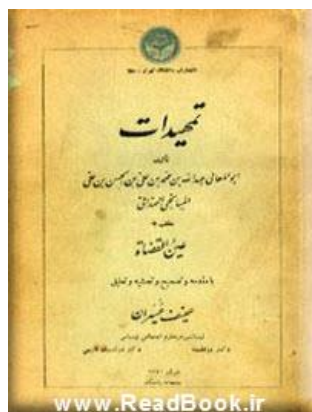 انتشارات دانشگاه تهران
تمهیدات
تألیف
ابوالمعالی عبدالله بن محمد بن علی بن الحسن بن علی
المیانجی الهمدانی
ملقب به
عین القضاة
با مقدمه و تصحیح و تحشیه و تعلیق
عفیف عسیران
www.ReadBook.ir